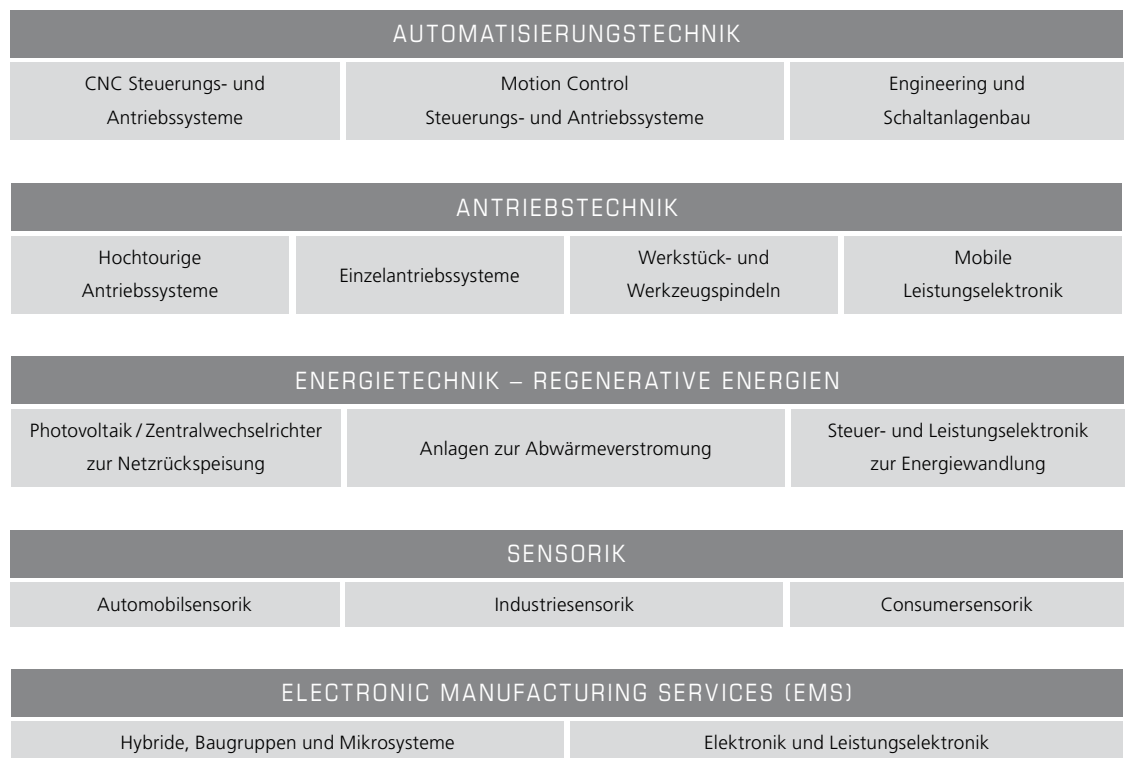 AUTOMATISIERUNGSTECHNIK
CNC Steuerungs- und
Antriebssysteme
Motion Control
Steuerungs- und Antriebssysteme
Engineering und
Schaltanlagenbau
ANTRIEBSTECHNIK
Hochtourige
Antriebssysteme
Einzelantriebssysteme
Werkstück- und
Werkzeugspindeln
Mobile
Leistungselektronik
ENERGIETECHNIK – REGENERATIVE ENERGIEN
Photovoltaik / Zentralwechselrichter
zur Netzrückspeisung
Anlagen zur Abwärmeverstromung
Steuer- und Leistungselektronik
zur Energiewandlung
SENSORIK
Automobilsensorik
Industriesensorik
Consumersensorik
ELECTRONIC MANUFACTURING SERVICES (EMS)
Hybride, Baugruppen und Mikrosysteme
Elektronik und Leistungselektronik